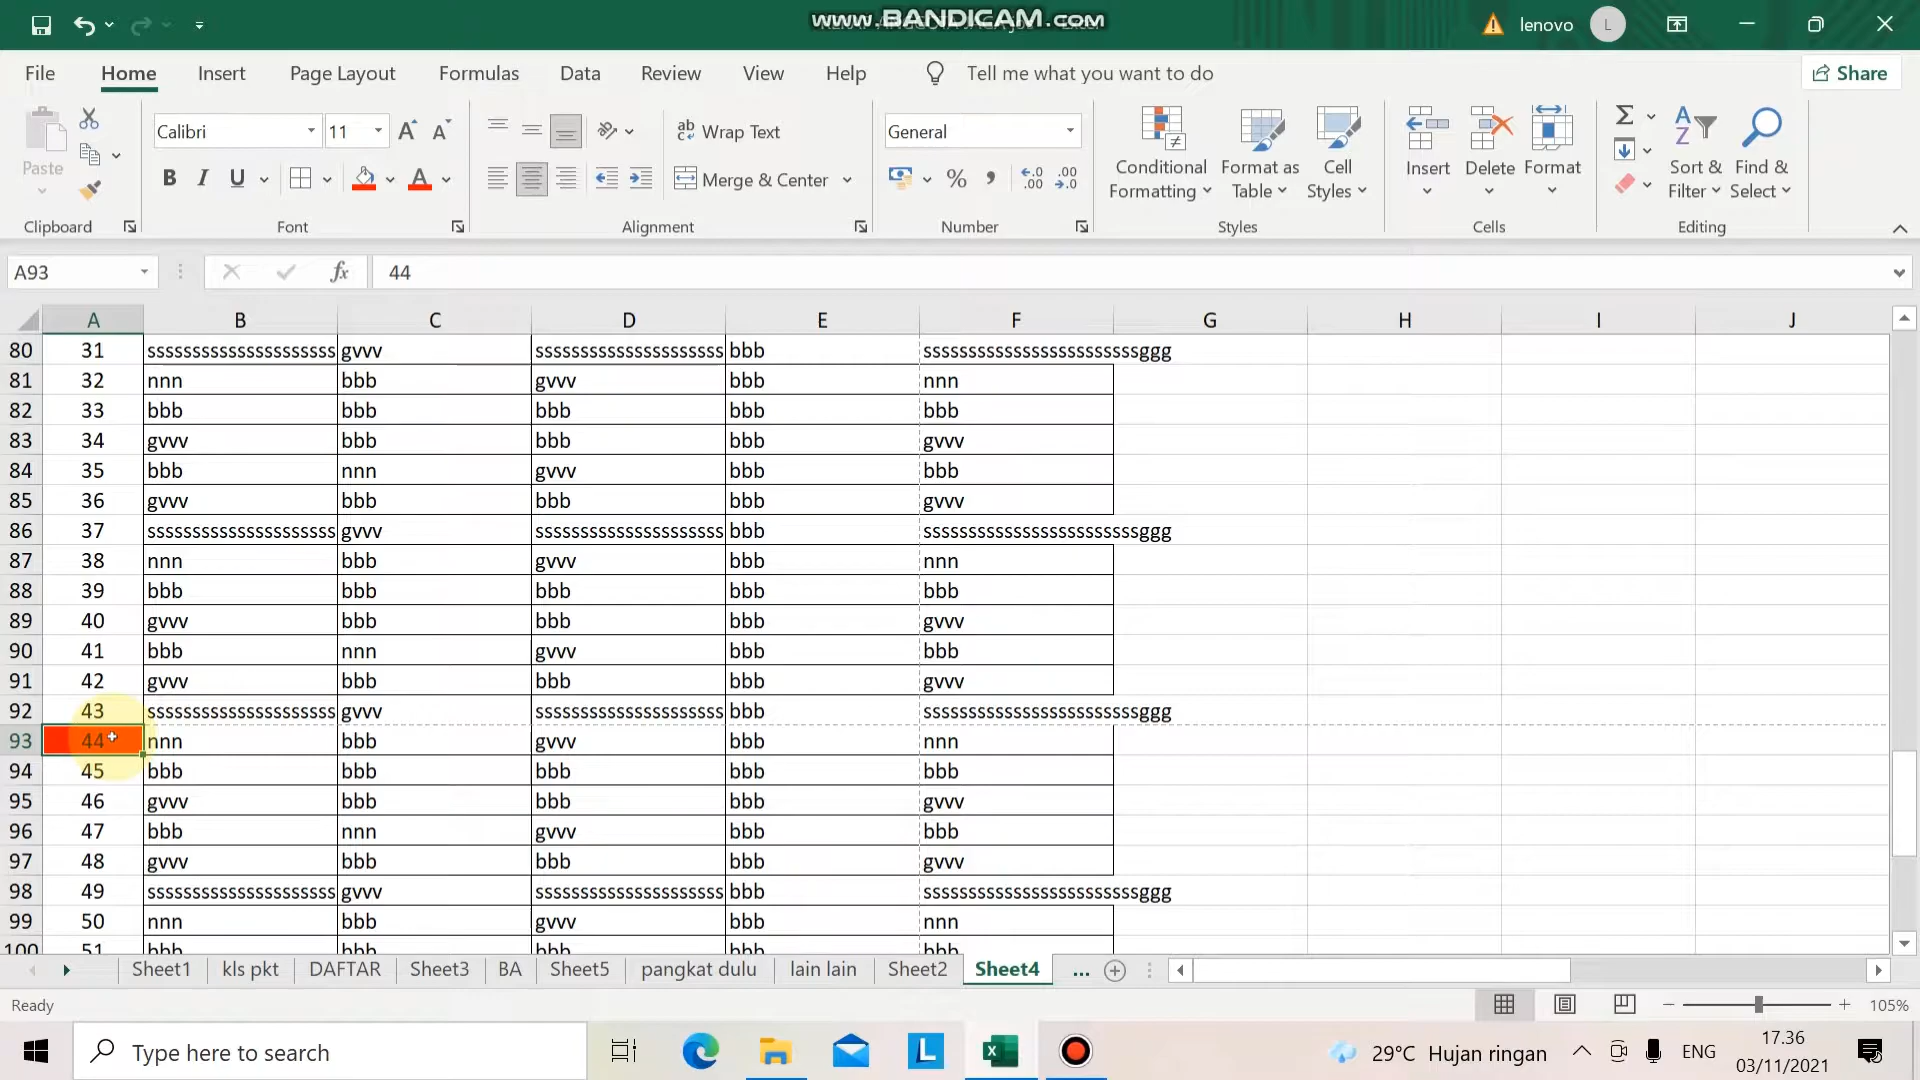 www.BANDICAM.com
lenovo L
File Home Insert Page Layout Formulas Data Review View Help Tell me what you want to do Share
Paste Calibri 11 A A ab Wrap Text General Conditional Formatting Format as Table Cell Styles Insert Delete Format Sort & Filter Find & Select
B I U A Merge & Center % , .00
Clipboard Font Alignment Number Styles Cells Editing
A93 fx 44
A B C D E F G H I J
80 31 sssssssssssssssssssss gvvv sssssssssssssssssssss bbb ssssssssssssssssssssssssggg
81 32 nnn bbb gvvv bbb nnn
82 33 bbb bbb bbb bbb bbb
83 34 gvvv bbb bbb bbb gvvv
84 35 bbb nnn gvvv bbb bbb
85 36 gvvv bbb bbb bbb gvvv
86 37 sssssssssssssssssssss gvvv sssssssssssssssssssss bbb ssssssssssssssssssssssssggg
87 38 nnn bbb gvvv bbb nnn
88 39 bbb bbb bbb bbb bbb
89 40 gvvv bbb bbb bbb gvvv
90 41 bbb nnn gvvv bbb bbb
91 42 gvvv bbb bbb bbb gvvv
92 43 sssssssssssssssssssss gvvv sssssssssssssssssssss bbb ssssssssssssssssssssssssggg
93 44 nnn bbb gvvv bbb nnn
94 45 bbb bbb bbb bbb bbb
95 46 gvvv bbb bbb bbb gvvv
96 47 bbb nnn gvvv bbb bbb
97 48 gvvv bbb bbb bbb gvvv
98 49 sssssssssssssssssssss gvvv sssssssssssssssssssss bbb ssssssssssssssssssssssssggg
99 50 nnn bbb gvvv bbb nnn
100 51 bbb bbb bbb bbb bbb
Sheet1 kls pkt DAFTAR Sheet3 BA Sheet5 pangkat dulu lain lain Sheet2 Sheet4 ...
Ready 105%
Type here to search 29°C Hujan ringan ENG 17.36
03/11/2021